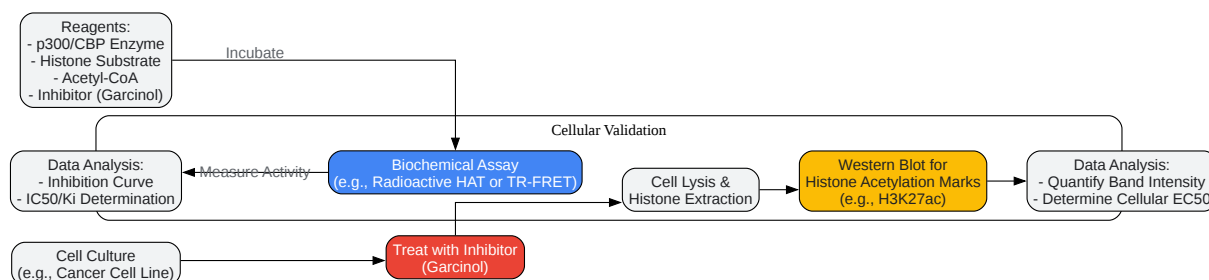 Reagents:
- p300/CBP Enzyme
- Histone Substrate
- Acetyl-CoA
- Inhibitor (Garcinol)
Incubate
Cellular Validation
Data Analysis:
- Inhibition Curve
- IC50/Ki Determination
Measure Activity
Biochemical Assay
(e.g., Radioactive HAT or TR-FRET)
Cell Lysis &
Histone Extraction
Western Blot for
Histone Acetylation Marks
(e.g., H3K27ac)
Data Analysis:
- Quantify Band Intensity
- Determine Cellular EC50
Cell Culture
(e.g., Cancer Cell Line)
Treat with Inhibitor
(Garcinol)